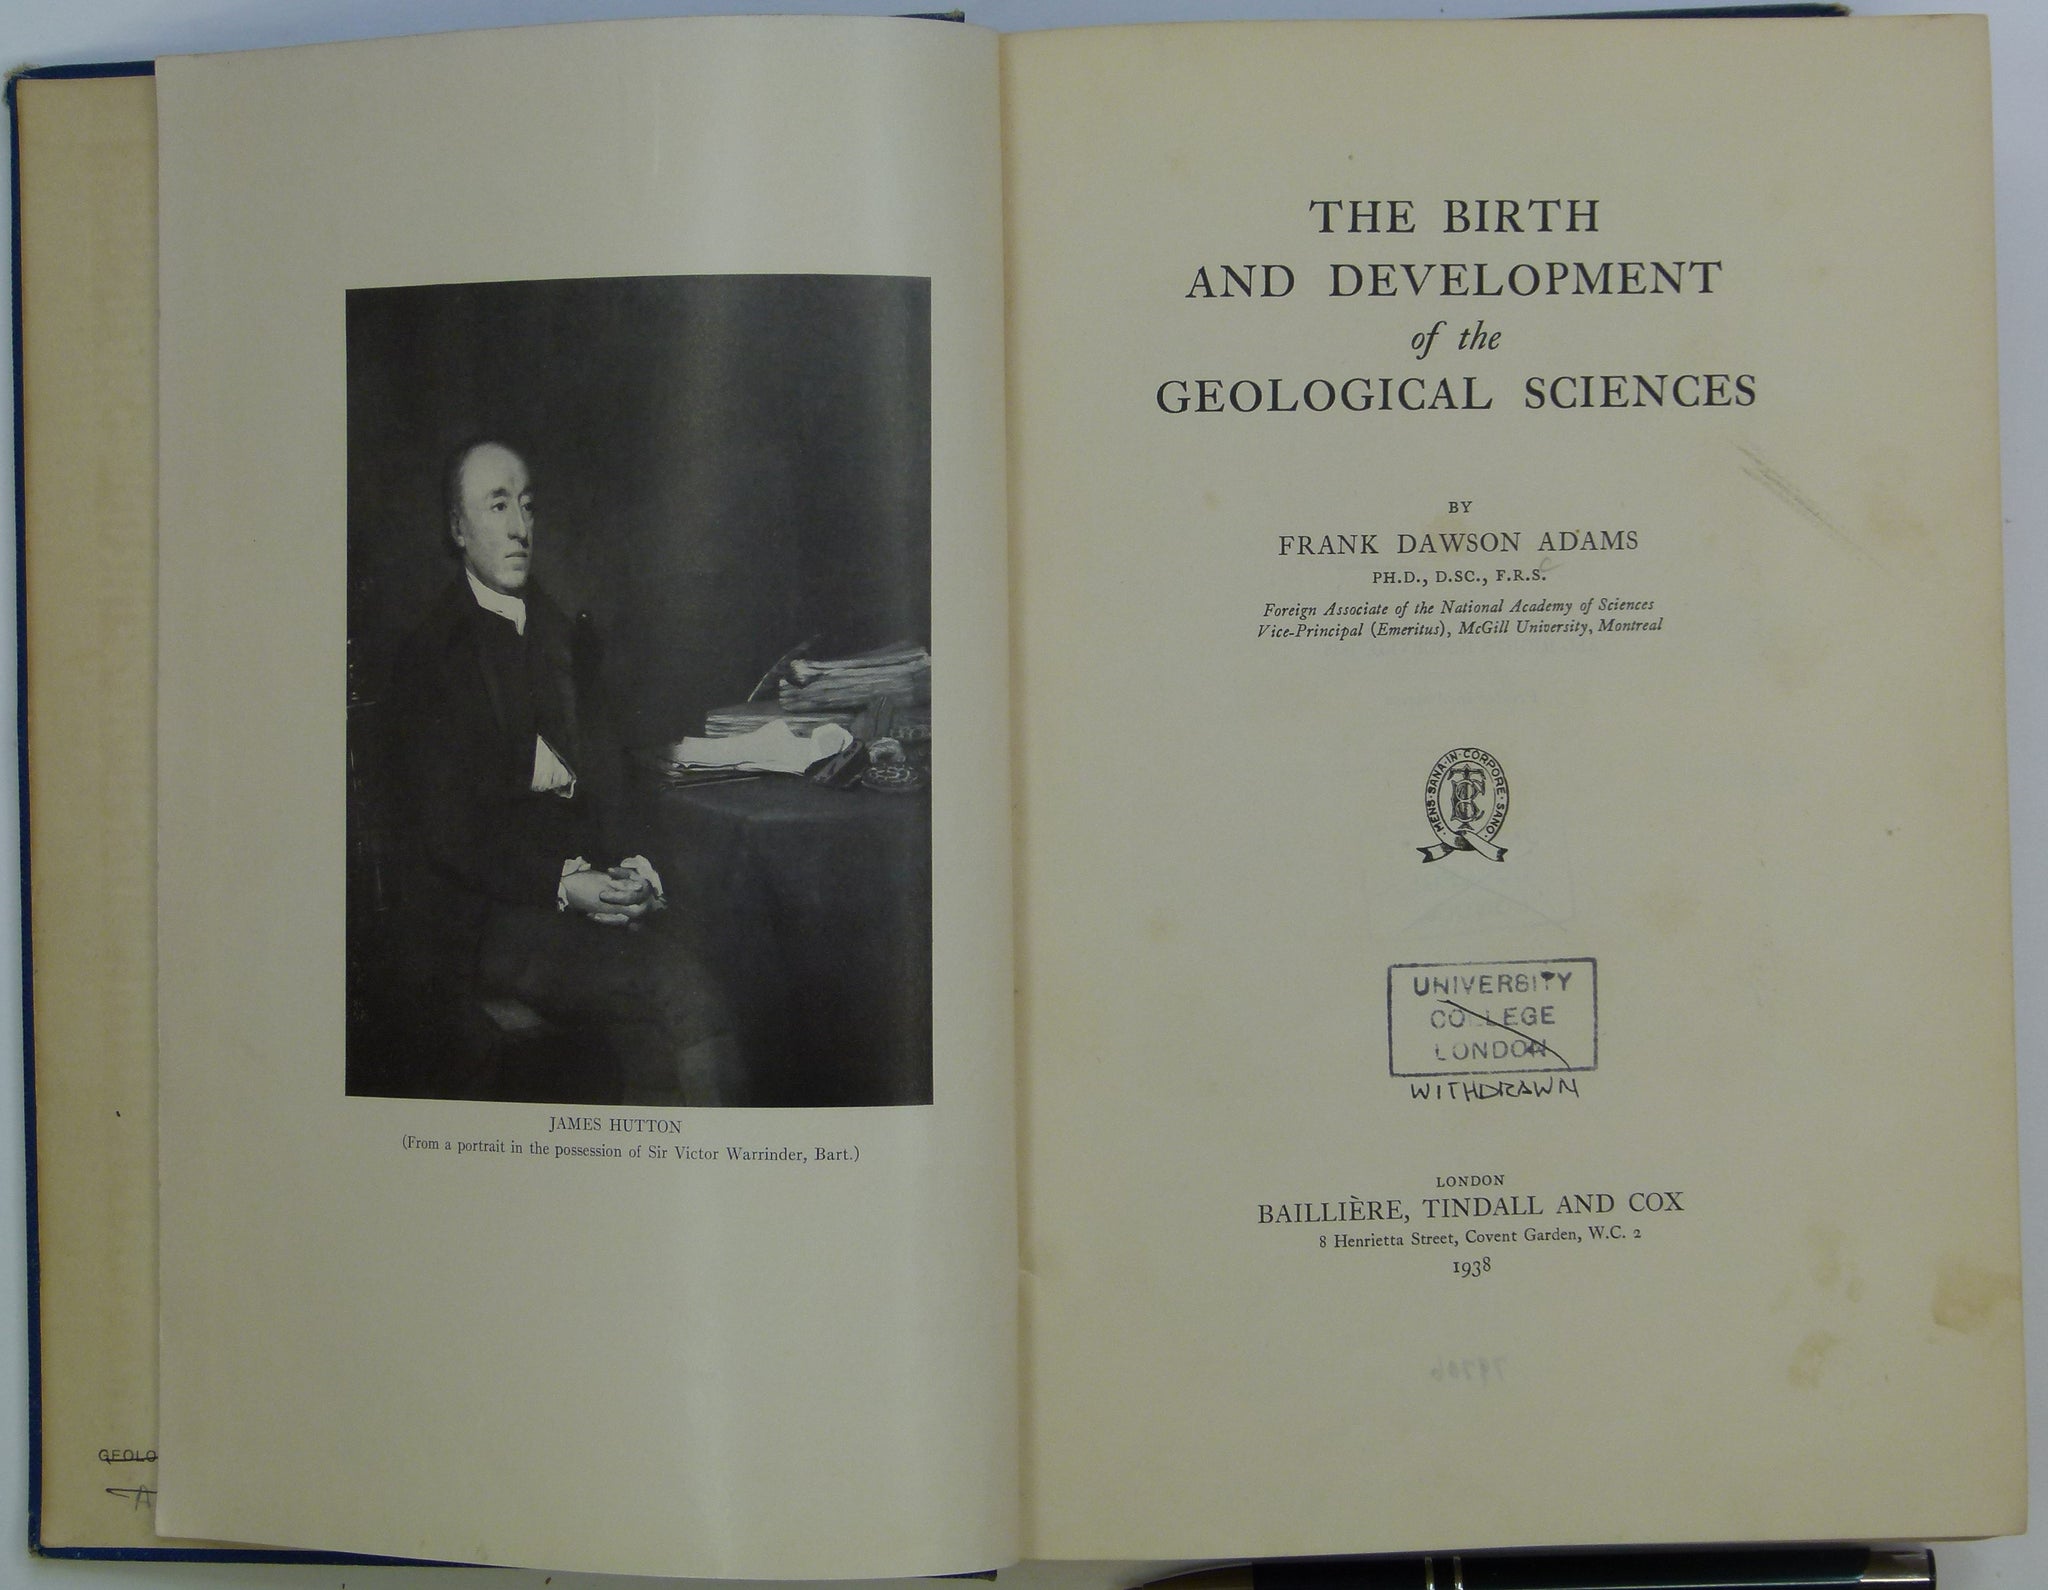 JAMES HUTTON
(From a portrait in the possession of Sir Victor Warrinder, Bart.)
GEOLO
A
THE BIRTH
AND DEVELOPMENT
of the
GEOLOGICAL SCIENCES
BY
FRANK DAWSON ADAMS
PH.D., D.SC., F.R.S.
Foreign Associate of the National Academy of Sciences
Vice-Principal (Emeritus), McGill University, Montreal
·MENS·SANA·IN·CORPORE·SANO·
UNIVERSITY
COLLEGE
LONDON
WITHDRAWN
LONDON
BAILLIÈRE, TINDALL AND COX
8 Henrietta Street, Covent Garden, W.C. 2
1938